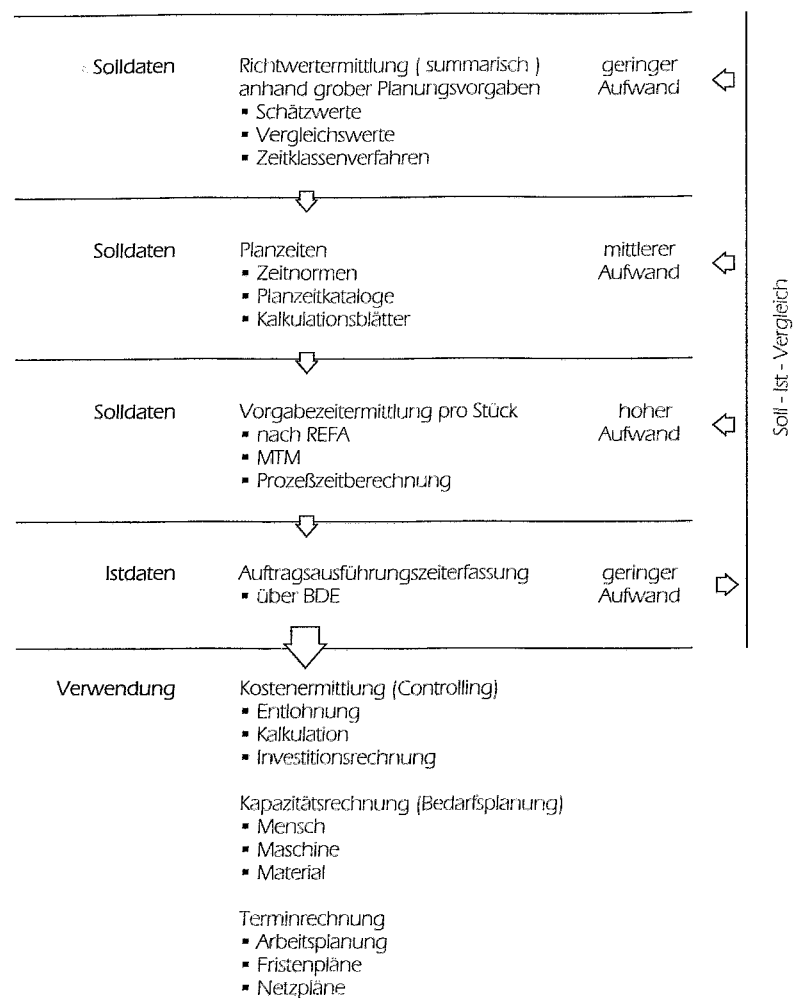 Solldaten Richtwertermittlung ( summarisch ) geringer
anhand grober Planungsvorgaben Aufwand
▪ Schätzwerte
▪ Vergleichswerte
▪ Zeitklassenverfahren
Solldaten Planzeiten mittlerer
▪ Zeitnormen Aufwand
▪ Planzeitkataloge
▪ Kalkulationsblätter
Solldaten Vorgabezeitermittlung pro Stück hoher
▪ nach REFA Aufwand
▪ MTM
▪ Prozeßzeitberechnung
Istdaten Auftragsausführungszeiterfassung geringer
▪ über BDE Aufwand
Soll - Ist - Vergleich
Verwendung Kostenermittlung (Controlling)
▪ Entlohnung
▪ Kalkulation
▪ Investitionsrechnung
Kapazitätsrechnung (Bedarfsplanung)
▪ Mensch
▪ Maschine
▪ Material
Terminrechnung
▪ Arbeitsplanung
▪ Fristenpläne
▪ Netzpläne